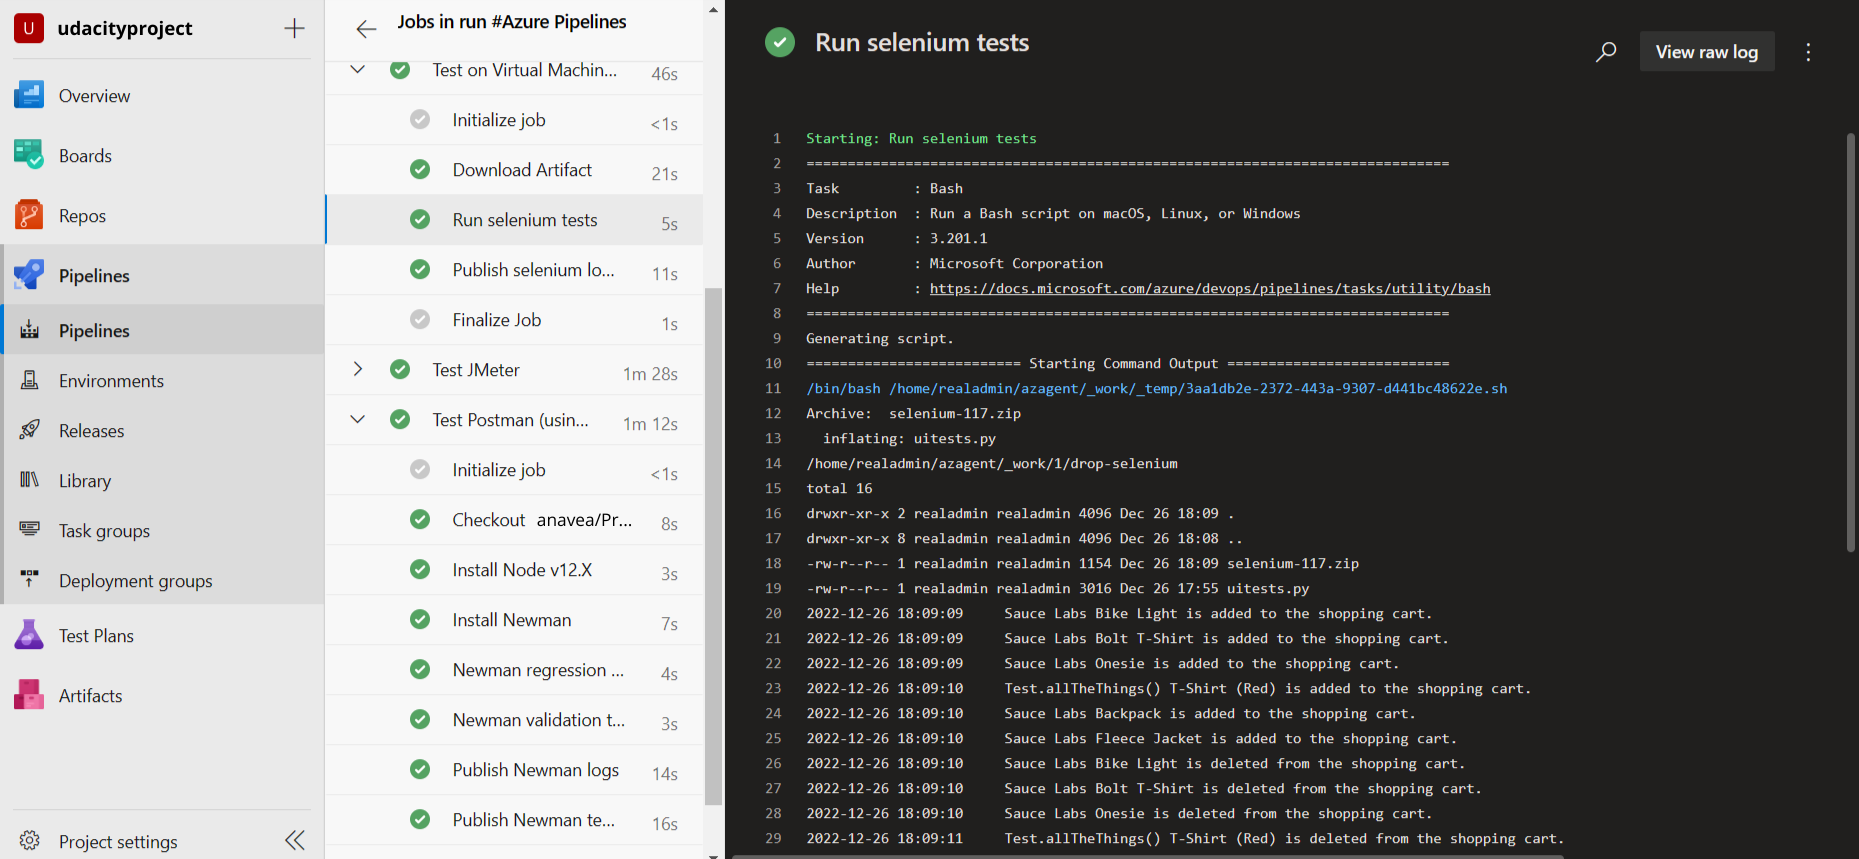 U udacityproject
Overview
Boards
Repos
Pipelines
Pipelines
Environments
Releases
Library
Task groups
Deployment groups
Test Plans
Artifacts
Project settings
Jobs in run #Azure Pipelines
Test on Virtual Machin... 46s
Initialize job <1s
Download Artifact 21s
Run selenium tests 5s
Publish selenium lo... 11s
Finalize Job 1s
Test JMeter 1m 28s
Test Postman (usin... 1m 12s
Initialize job <1s
Checkout anavea/Pr... 8s
Install Node v12.X 3s
Install Newman 7s
Newman regression ... 4s
Newman validation t... 3s
Publish Newman logs 14s
Publish Newman te... 16s
Run selenium tests
View raw log
1 Starting: Run selenium tests
2 ==============================================================================
3 Task         : Bash
4 Description  : Run a Bash script on macOS, Linux, or Windows
5 Version      : 3.201.1
6 Author       : Microsoft Corporation
7 Help         : https://docs.microsoft.com/azure/devops/pipelines/tasks/utility/bash
8 ==============================================================================
9 Generating script.
10 ========================== Starting Command Output ===========================
11 /bin/bash /home/realadmin/azagent/_work/_temp/3aa1db2e-2372-443a-9307-d441bc48622e.sh
12 Archive:  selenium-117.zip
13   inflating: uitests.py
14 /home/realadmin/azagent/_work/1/drop-selenium
15 total 16
16 drwxr-xr-x 2 realadmin realadmin 4096 Dec 26 18:09 .
17 drwxr-xr-x 8 realadmin realadmin 4096 Dec 26 18:08 ..
18 -rw-r--r-- 1 realadmin realadmin 1154 Dec 26 18:09 selenium-117.zip
19 -rw-r--r-- 1 realadmin realadmin 3016 Dec 26 17:55 uitests.py
20 2022-12-26 18:09:09     Sauce Labs Bike Light is added to the shopping cart.
21 2022-12-26 18:09:09     Sauce Labs Bolt T-Shirt is added to the shopping cart.
22 2022-12-26 18:09:09     Sauce Labs Onesie is added to the shopping cart.
23 2022-12-26 18:09:10     Test.allTheThings() T-Shirt (Red) is added to the shopping cart.
24 2022-12-26 18:09:10     Sauce Labs Backpack is added to the shopping cart.
25 2022-12-26 18:09:10     Sauce Labs Fleece Jacket is added to the shopping cart.
26 2022-12-26 18:09:10     Sauce Labs Bike Light is deleted from the shopping cart.
27 2022-12-26 18:09:10     Sauce Labs Bolt T-Shirt is deleted from the shopping cart.
28 2022-12-26 18:09:10     Sauce Labs Onesie is deleted from the shopping cart.
29 2022-12-26 18:09:11     Test.allTheThings() T-Shirt (Red) is deleted from the shopping cart.